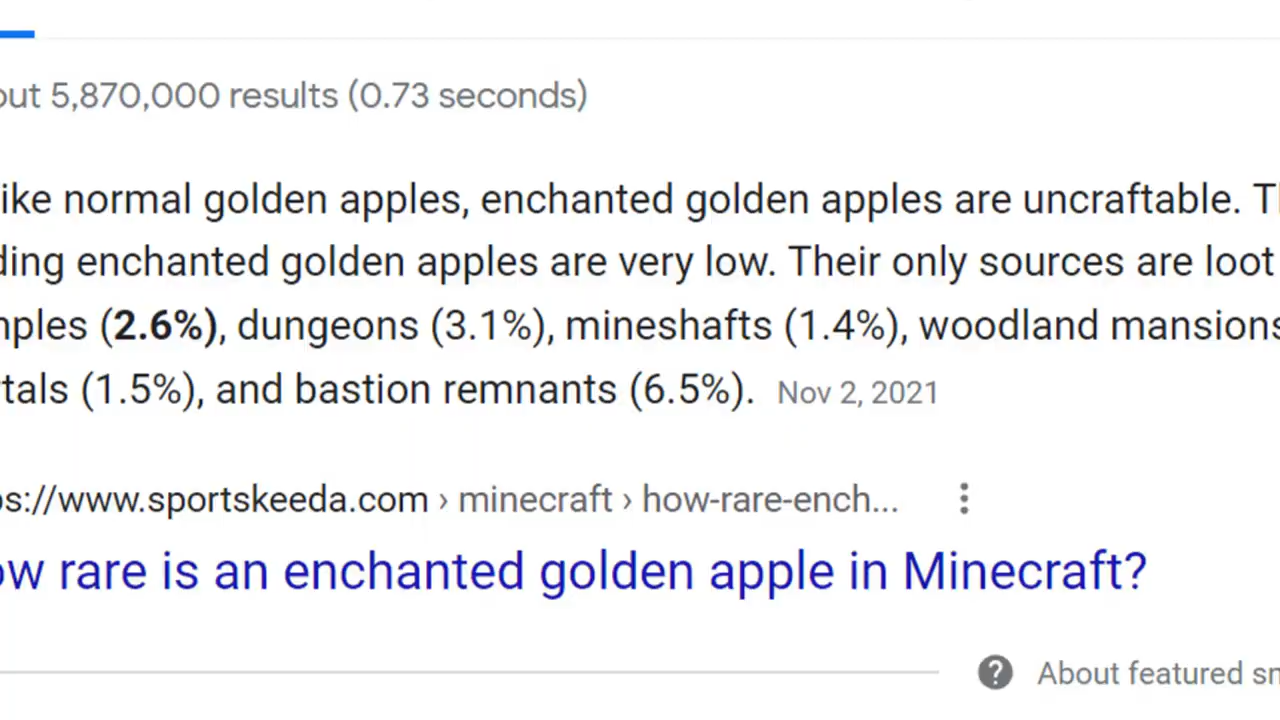 out 5,870,000 results (0.73 seconds)
ike normal golden apples, enchanted golden apples are uncraftable. Th
ding enchanted golden apples are very low. Their only sources are loot
mples (2.6%), dungeons (3.1%), mineshafts (1.4%), woodland mansions
rtals (1.5%), and bastion remnants (6.5%). Nov 2, 2021
ps://www.sportskeeda.com › minecraft › how-rare-ench...
ow rare is an enchanted golden apple in Minecraft?
About featured sn